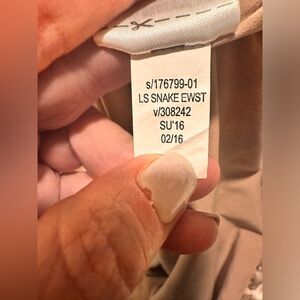 s/176799-01
LS SNAKE EWST
v/308242
SU'16
02/16